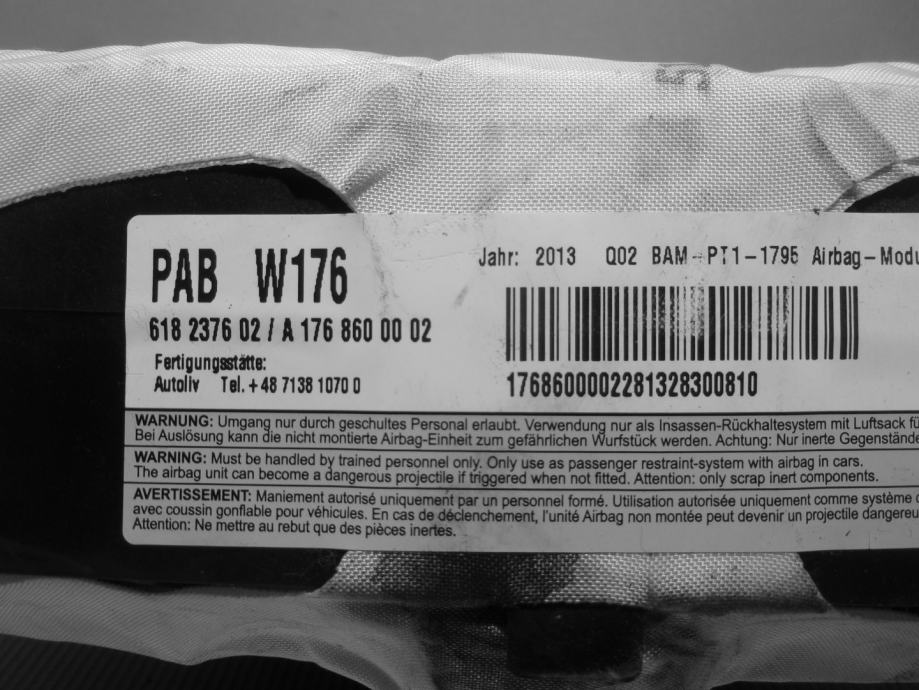 PAB W176
Jahr: 2013 Q02 BAM-PT1-1795 Airbag-Modu
618 2376 02 / A 176 860 00 02
Fertigungsstätte:
Autoliv Tel. + 48 7138 1070 0
1768600002281328300810
WARNUNG: Umgang nur durch geschultes Personal erlaubt. Verwendung nur als Insassen-Rückhaltesystem mit Luftsack fü
Bei Auslösung kann die nicht montierte Airbag-Einheit zum gefährlichen Wurfstück werden. Achtung: Nur inerte Gegenstände
WARNING: Must be handled by trained personnel only. Only use as passenger restraint-system with airbag in cars.
The airbag unit can become a dangerous projectile if triggered when not fitted. Attention: only scrap inert components.
AVERTISSEMENT: Maniement autorisé uniquement par un personnel formé. Utilisation autorisée uniquement comme système
avec coussin gonflable pour véhicules. En cas de déclenchement, l'unité Airbag non montée peut devenir un projectile dangereu
Attention: Ne mettre au rebut que des pièces inertes.